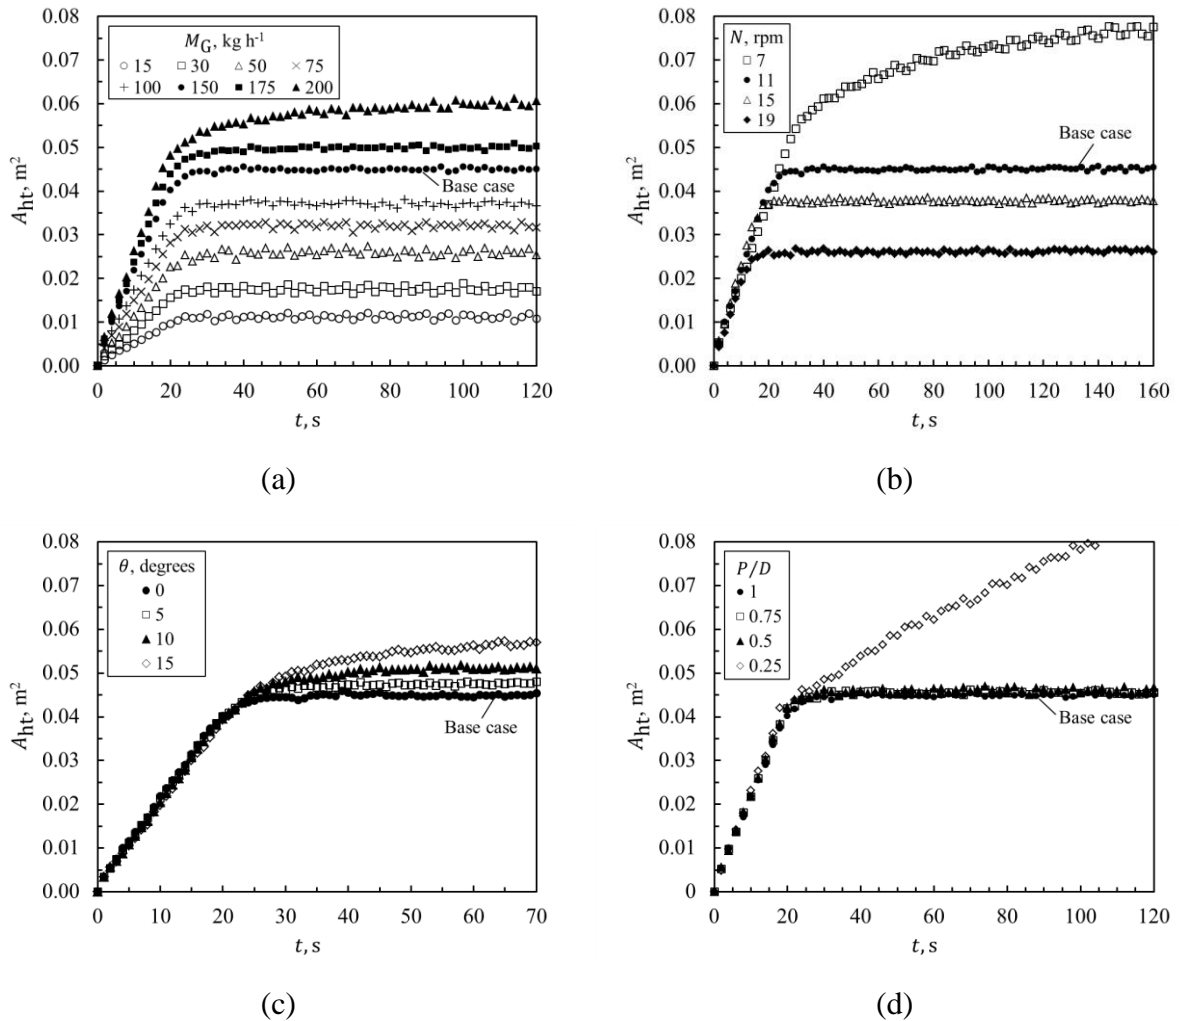 0.08
0.07
0.06
0.05
0.04
0.03
0.02
0.01
0.00
A_ht, m²
M_G, kg h⁻¹
15 30 50 75
100 150 175 200
Base case
0 20 40 60 80 100 120
t, s
(a)
0.08
0.07
0.06
0.05
0.04
0.03
0.02
0.01
0.00
A_ht, m²
N, rpm
7
11
15
19
Base case
0 20 40 60 80 100 120 140 160
t, s
(b)
0.08
0.07
0.06
0.05
0.04
0.03
0.02
0.01
0.00
A_ht, m²
θ, degrees
0
5
10
15
Base case
0 10 20 30 40 50 60 70
t, s
(c)
0.08
0.07
0.06
0.05
0.04
0.03
0.02
0.01
0
A_ht, m²
P/D
1
0.75
0.5
0.25
Base case
0 20 40 60 80 100 120
t, s
(d)